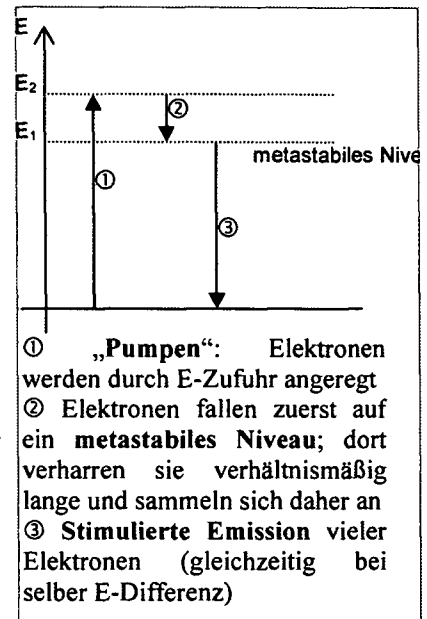 E
E₂
②
E₁
metastabiles Nive
①
③
① „Pumpen“: Elektronen
werden durch E-Zufuhr angeregt
② Elektronen fallen zuerst auf
ein metastabiles Niveau; dort
verharren sie verhältnismäßig
lange und sammeln sich daher an
③ Stimulierte Emission vieler
Elektronen (gleichzeitig bei
selber E-Differenz)